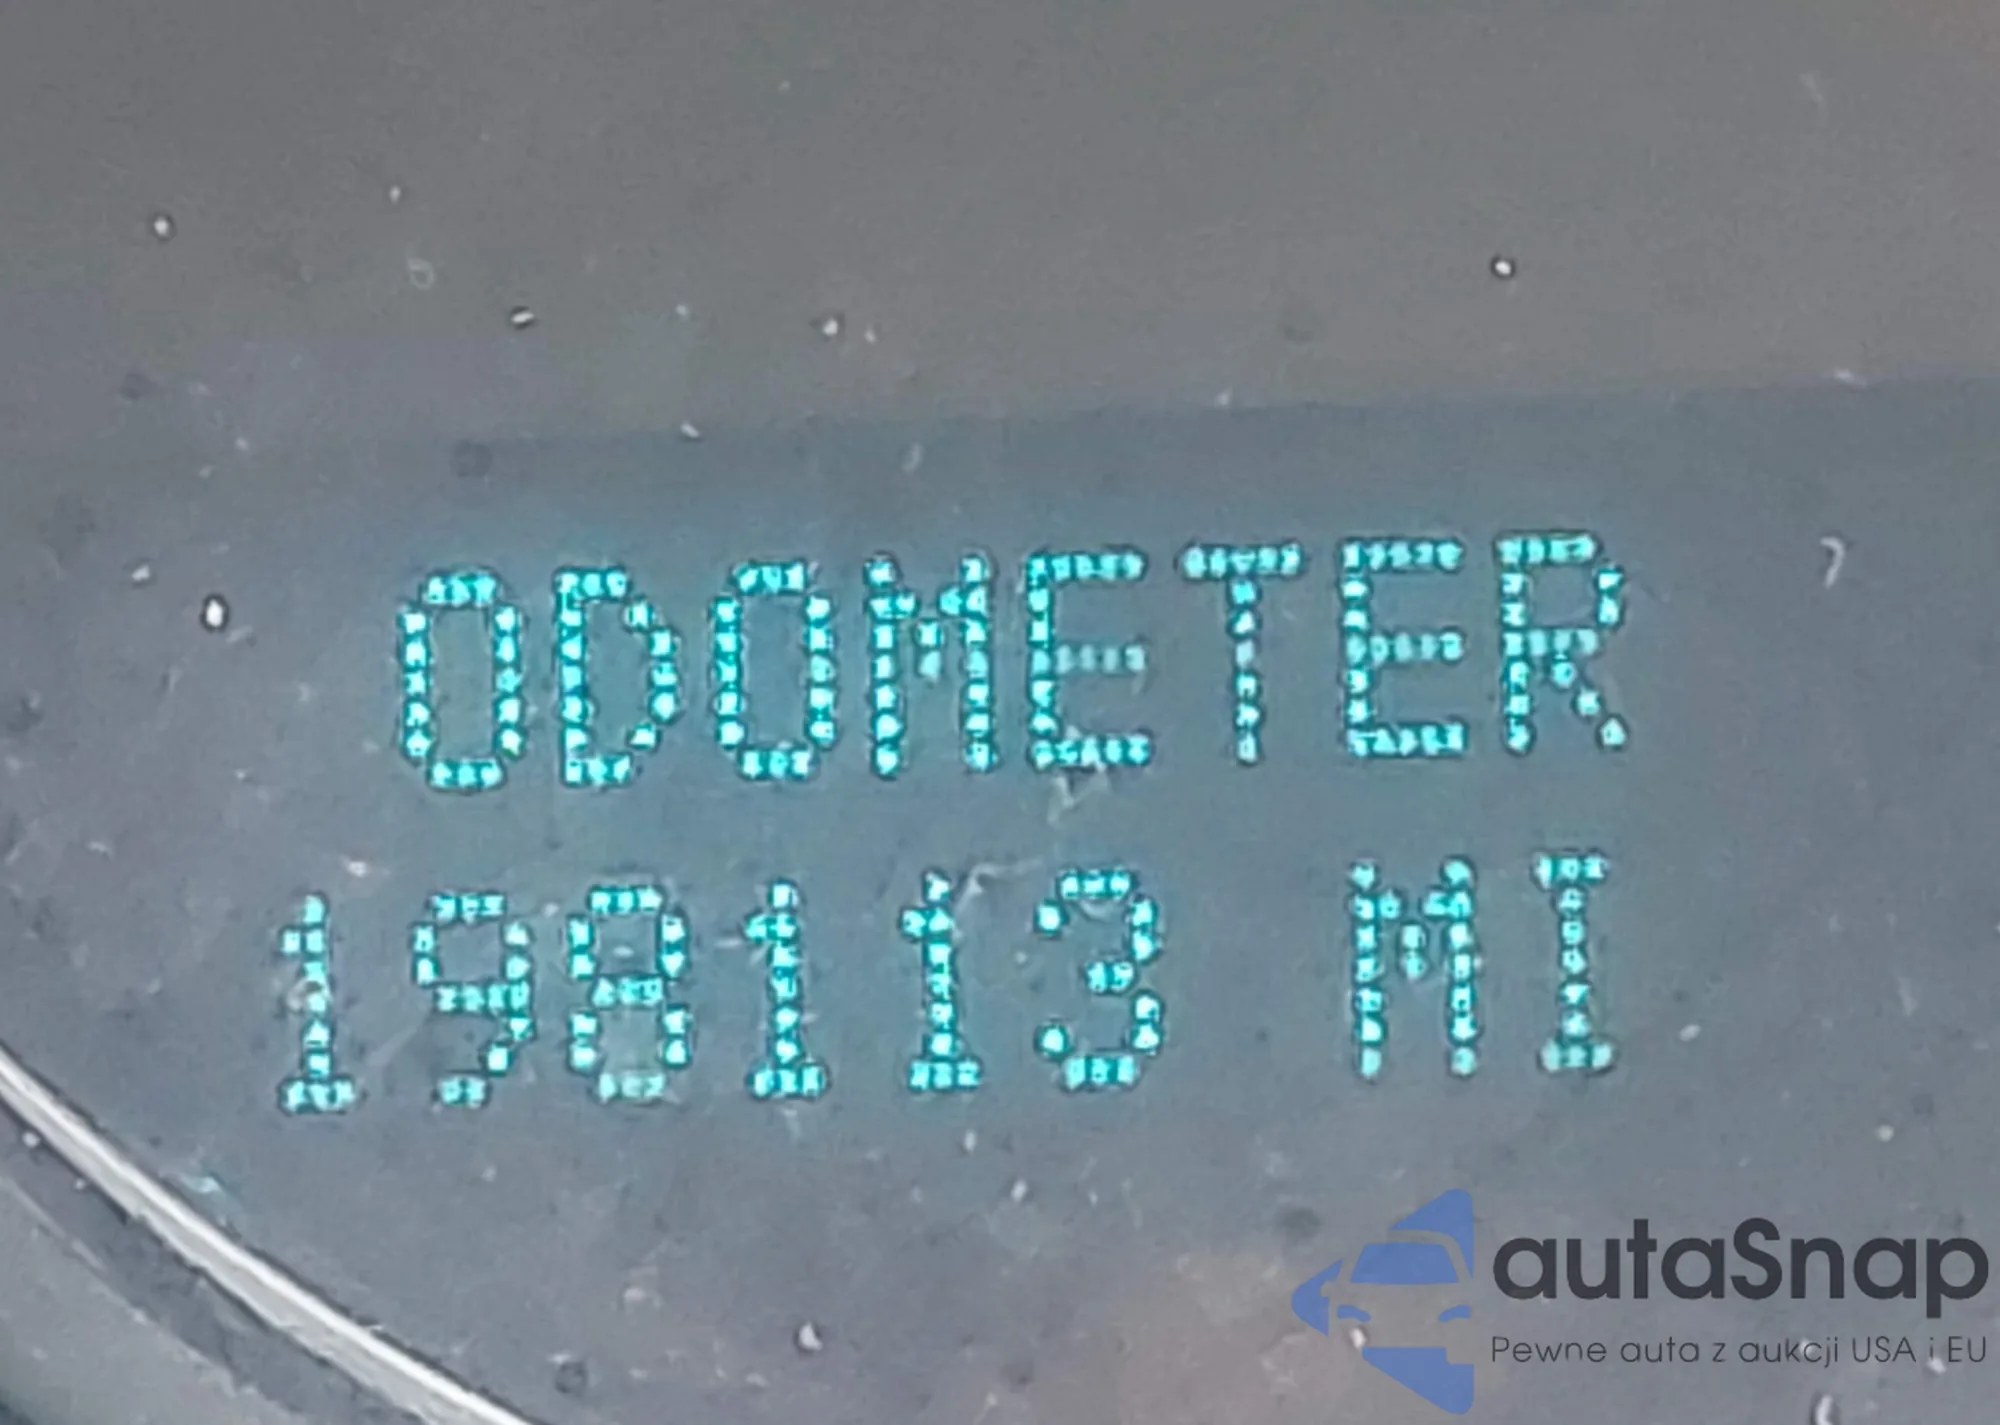 ODOMETER
198113 MI
autaSnap
Pewne auta z aukcji USA i EU